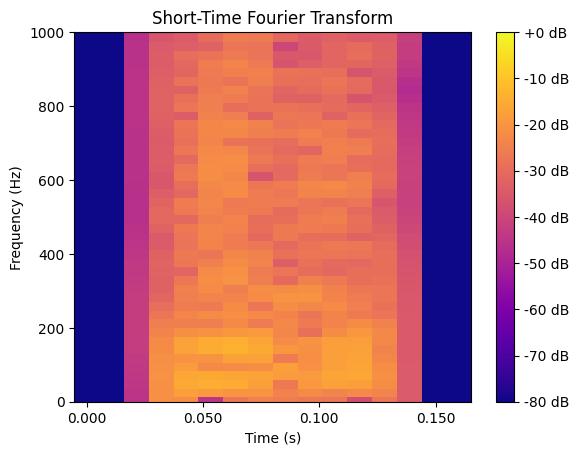 Short-Time Fourier Transform
1000
800
600
400
200
0
Frequency (Hz)
0.000
0.050
0.100
0.150
Time (s)
+0 dB
-10 dB
-20 dB
-30 dB
-40 dB
-50 dB
-60 dB
-70 dB
-80 dB